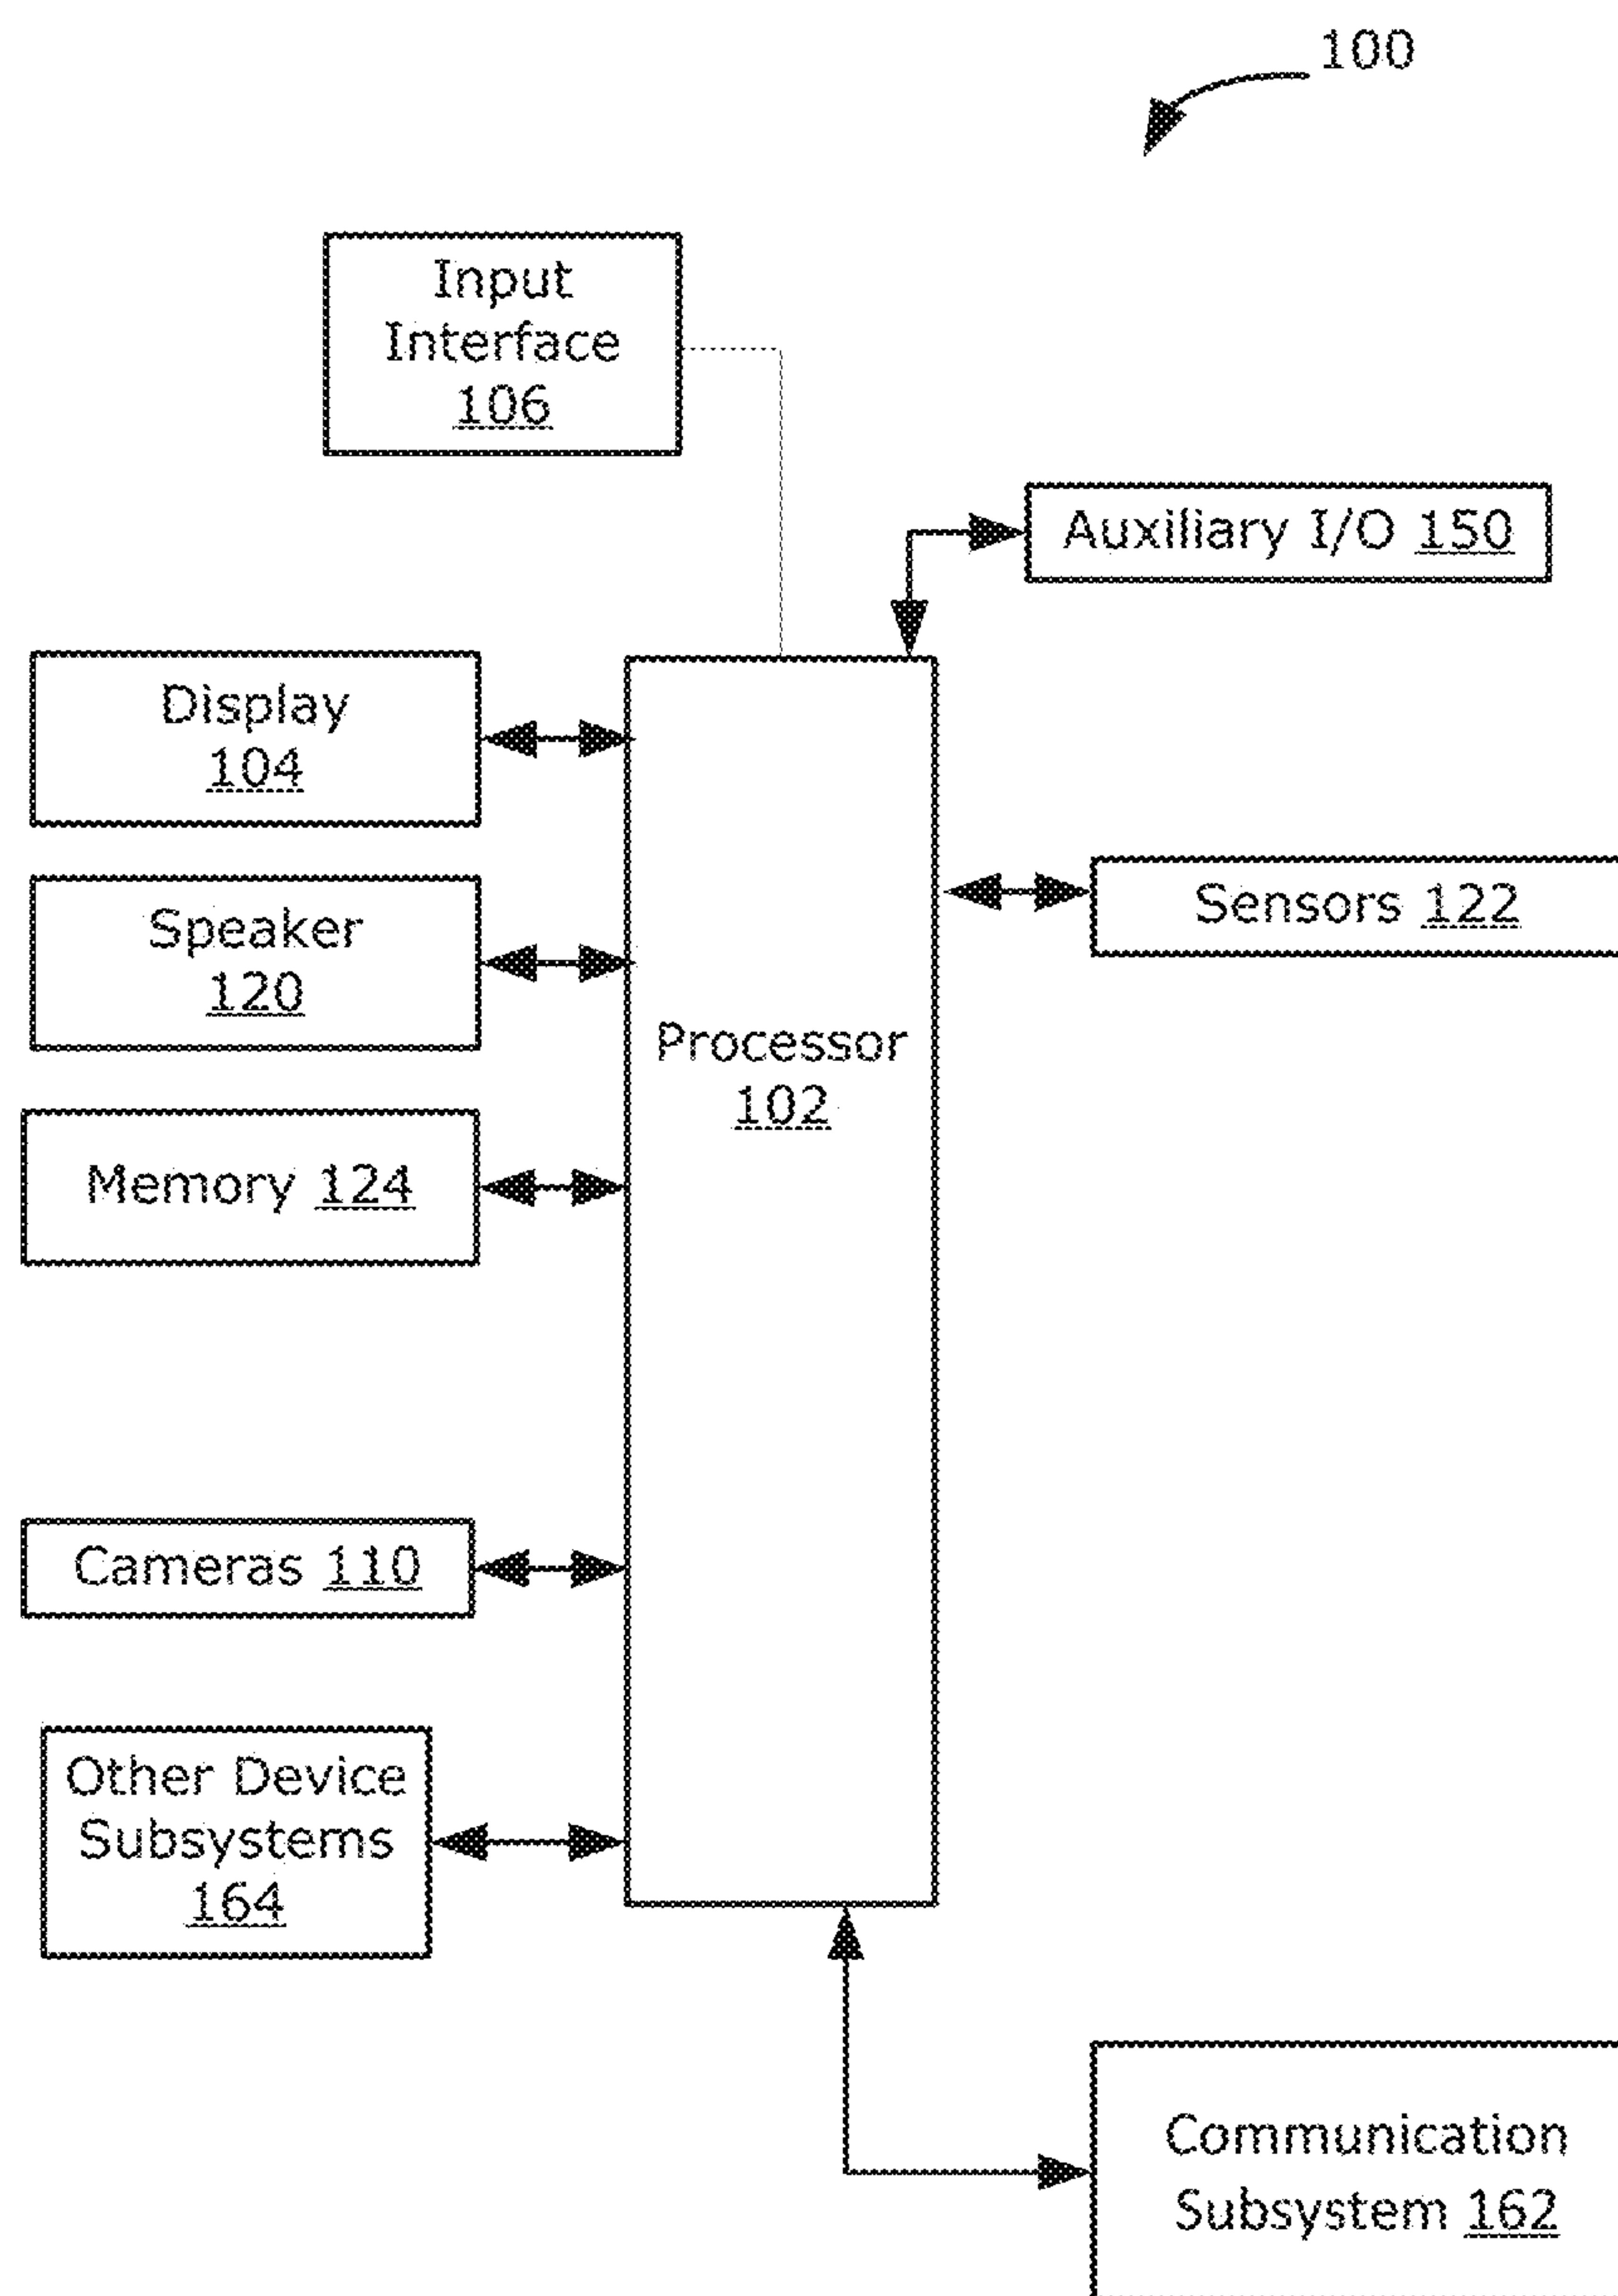 100
Input
Interface
106
Auxiliary I/O 150
Display
104
Speaker
120
Sensors 122
Processor
102
Memory 124
Cameras 110
Other Device
Subsystems
164
Communication
Subsystem 162